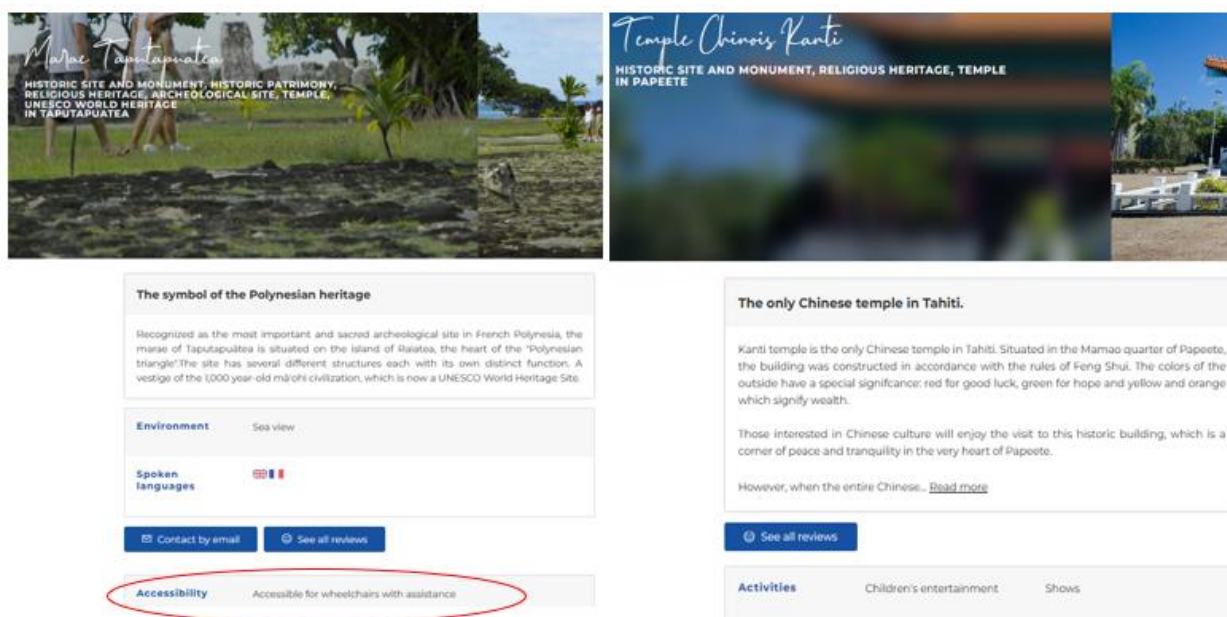 Marae Taputapuatea
HISTORIC SITE AND MONUMENT, HISTORIC PATRIMONY,
RELIGIOUS HERITAGE, ARCHEOLOGICAL SITE, TEMPLE,
UNESCO WORLD HERITAGE
IN TAPUTAPUATEA
The symbol of the Polynesian heritage
Recognized as the most important and sacred archeological site in French Polynesia, the
marae of Taputapuātea is situated on the island of Raiatea, the heart of the "Polynesian
triangle".The site has several different structures each with its own distinct function. A
vestige of the 1,000 year-old mā'ohi civilization, which is now a UNESCO World Heritage Site.
Environment Sea view
Spoken
languages
Contact by email See all reviews
Accessibility Accessible for wheelchairs with assistance
Temple Chinois Kanti
HISTORIC SITE AND MONUMENT, RELIGIOUS HERITAGE, TEMPLE
IN PAPEETE
The only Chinese temple in Tahiti.
Kanti temple is the only Chinese temple in Tahiti. Situated in the Mamao quarter of Papeete,
the building was constructed in accordance with the rules of Feng Shui. The colors of the
outside have a special signifcance: red for good luck, green for hope and yellow and orange
which signify wealth.
Those interested in Chinese culture will enjoy the visit to this historic building, which is a
corner of peace and tranquility in the very heart of Papeete.
However, when the entire Chinese... Read more
See all reviews
Activities Children's entertainment Shows